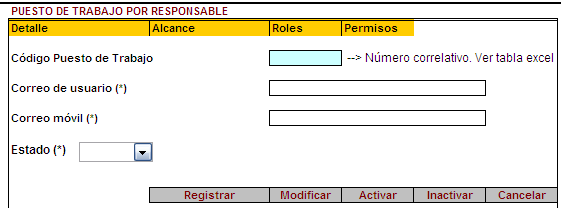 PUESTO DE TRABAJO POR RESPONSABLE
Detalle Alcance Roles Permisos
Código Puesto de Trabajo --> Número correlativo. Ver tabla excel
Correo de usuario (*)
Correo móvil (*)
Estado (*)
Registrar Modificar Activar Inactivar Cancelar